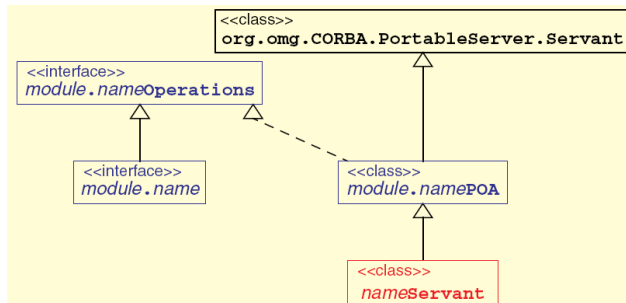 <<class>>
org.omg.CORBA.PortableServer.Servant
<<interface>>
module.nameOperations
<<interface>>
module.name
<<class>>
module.namePOA
<<class>>
nameServant